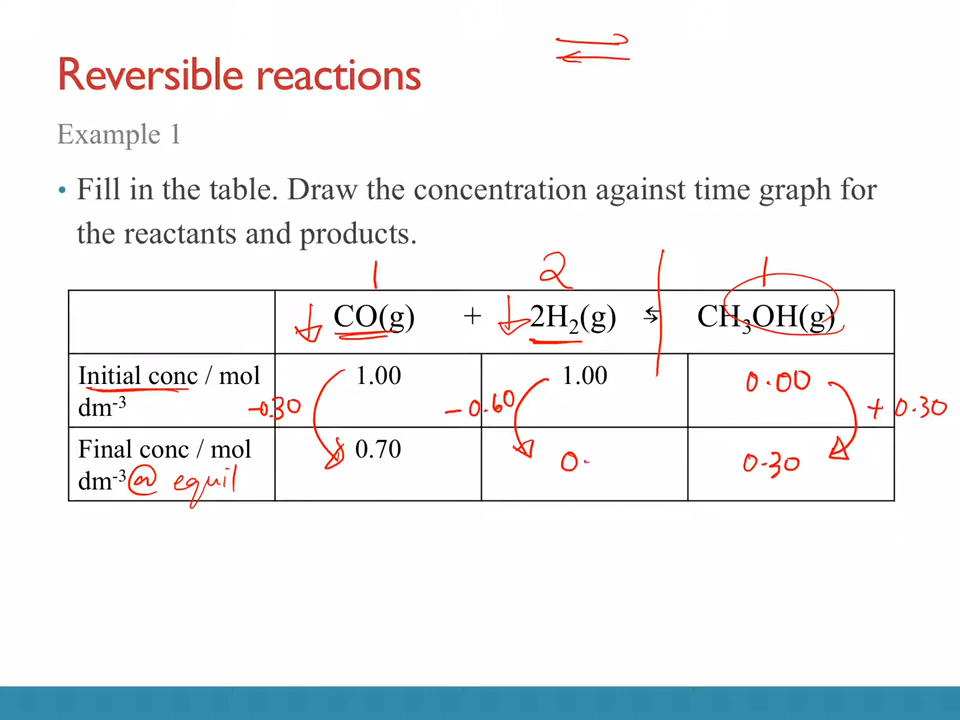 Reversible reactions
Example 1
• Fill in the table. Draw the concentration against time graph for
the reactants and products.
1 2 1
CO(g) + 2H₂(g) ⇆ CH₃OH(g)
Initial conc / mol dm⁻³ 1.00 1.00 0.00
-0.30 -0.60 +0.30
Final conc / mol dm⁻³ @ equil 0.70 0. 0.30